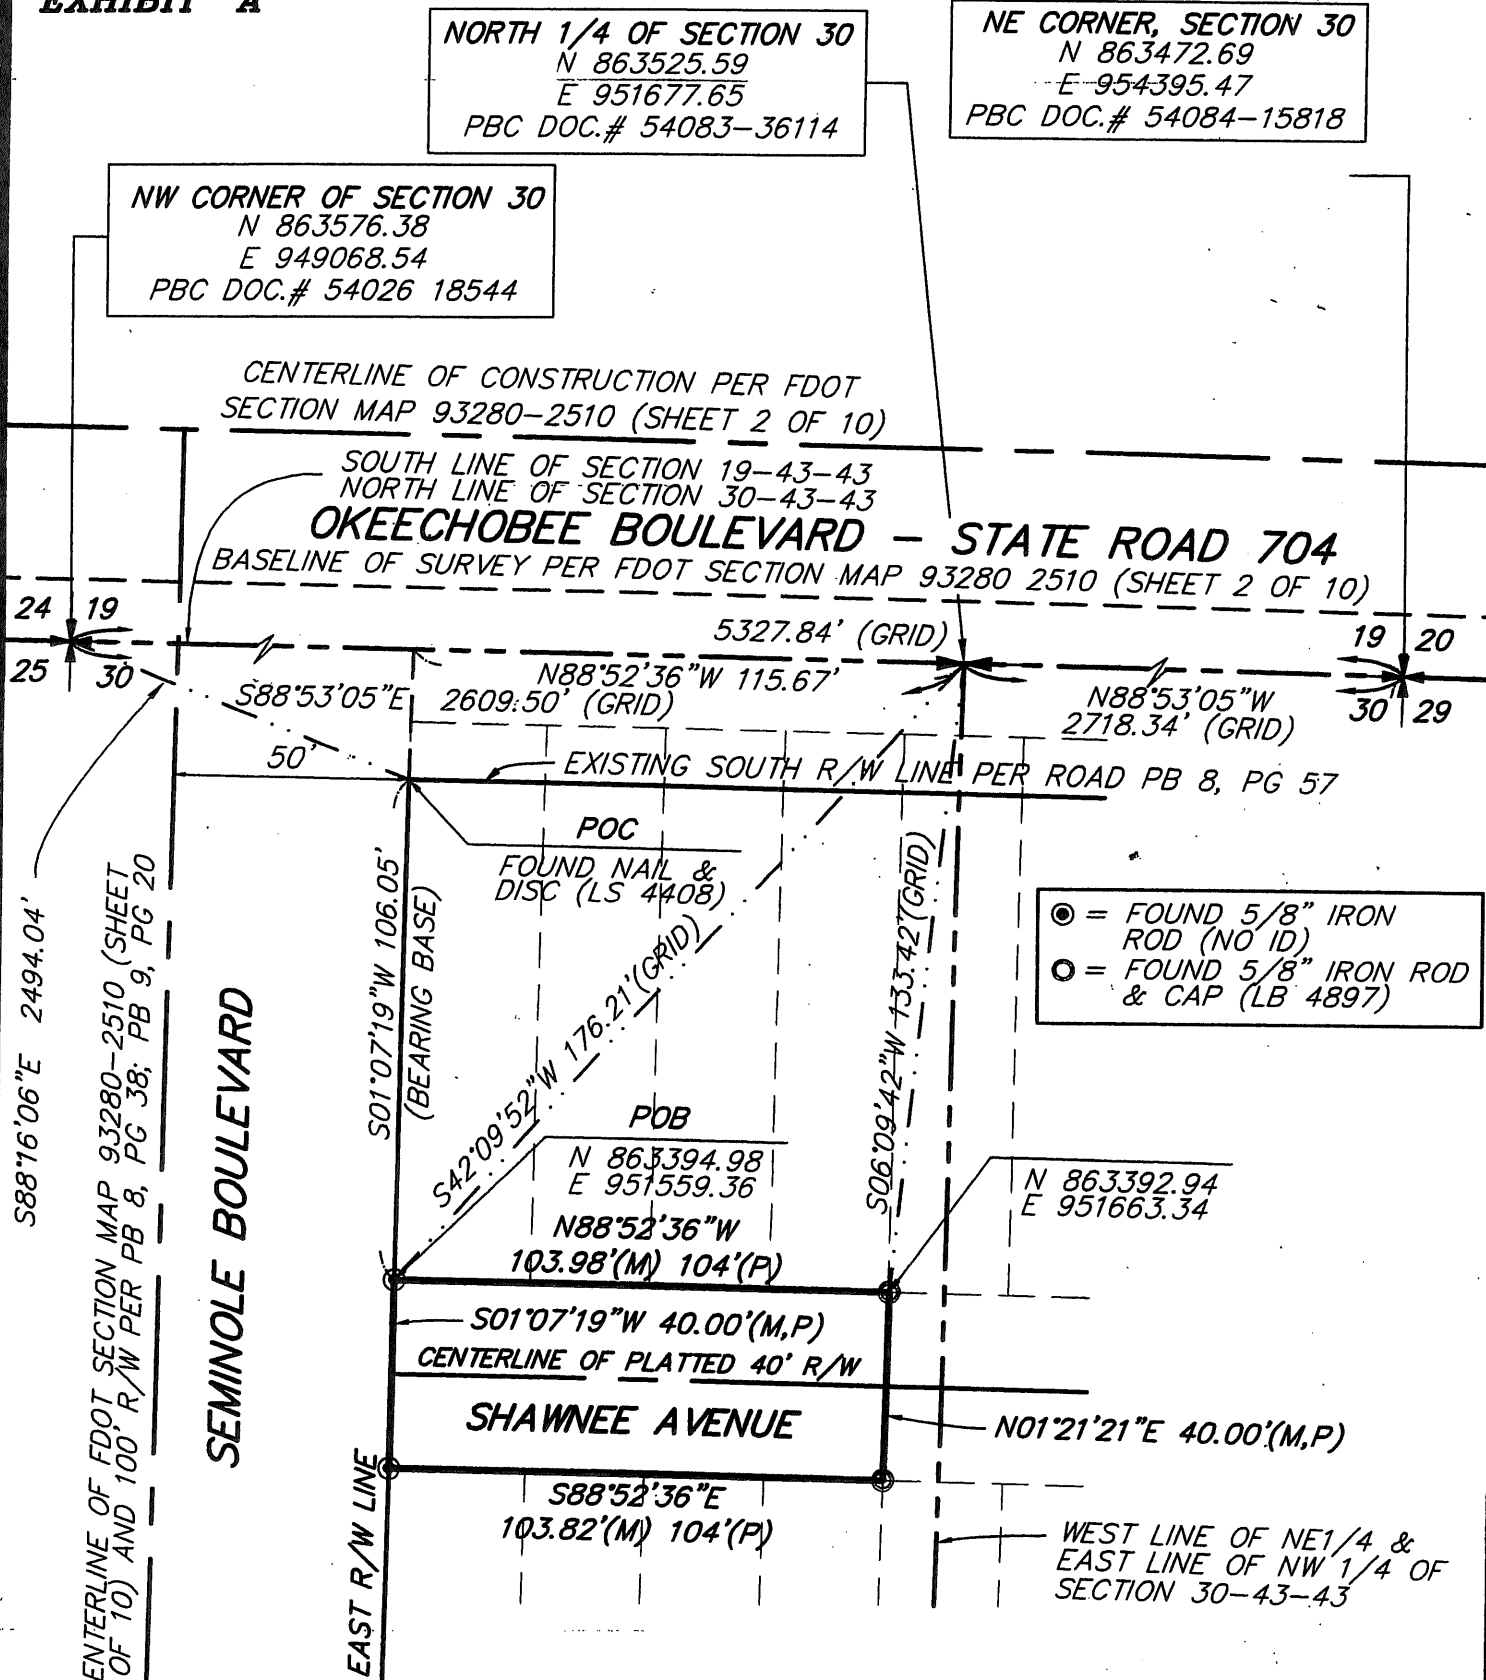 EXHIBIT "A"
NORTH 1/4 OF SECTION 30
N 863525.59
E 951677.65
PBC DOC.# 54083-36114
NE CORNER, SECTION 30
N 863472.69
E 954395.47
PBC DOC.# 54084-15818
NW CORNER OF SECTION 30
N 863576.38
E 949068.54
PBC DOC.# 54026 18544
CENTERLINE OF CONSTRUCTION PER FDOT
SECTION MAP 93280-2510 (SHEET 2 OF 10)
SOUTH LINE OF SECTION 19-43-43
NORTH LINE OF SECTION 30-43-43
OKEECHOBEE BOULEVARD - STATE ROAD 704
BASELINE OF SURVEY PER FDOT SECTION MAP 93280 2510 (SHEET 2 OF 10)
24 19
25 30
5327.84' (GRID)
19 20
30 29
N88°52'36"W 115.67'
S88°53'05"E 2609.50' (GRID)
N88°53'05"W
2718.34' (GRID)
50'
EXISTING SOUTH R/W LINE PER ROAD PB 8, PG 57
POC
FOUND NAIL &
DISC (LS 4408)
= FOUND 5/8" IRON
ROD (NO ID)
= FOUND 5/8" IRON ROD
& CAP (LB 4897)
S88°16'06"E 2494.04'
ENTERLINE OF FDOT SECTION MAP 93280-2510 (SHEET
OF 10) AND 100' R/W PER PB 8, PG 38; PB 9, PG 20
SEMINOLE BOULEVARD
S01°07'19"W 106.05'
(BEARING BASE)
S42°09'52"W 176.21'(GRID)
S06°09'42"W 133.42'(GRID)
POB
N 863394.98
E 951559.36
N 863392.94
E 951663.34
N88°52'36"W
103.98'(M) 104'(P)
S01°07'19"W 40.00'(M,P)
CENTERLINE OF PLATTED 40' R/W
SHAWNEE AVENUE
N01°21'21"E 40.00'(M,P)
S88°52'36"E
103.82'(M) 104'(P)
EAST R/W LINE
WEST LINE OF NE1/4 &
EAST LINE OF NW 1/4 OF
SECTION 30-43-43